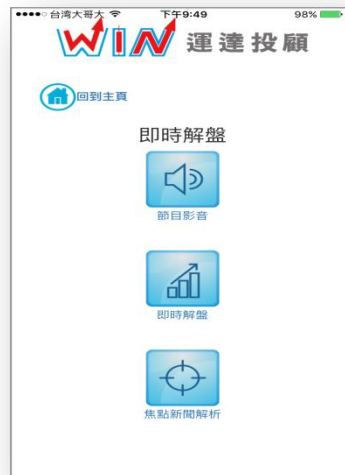 台湾大哥大 下午9:49 98%
WIN 運達投顧
回到主頁
即時解盤
節目影音
即時解盤
焦點新聞解析